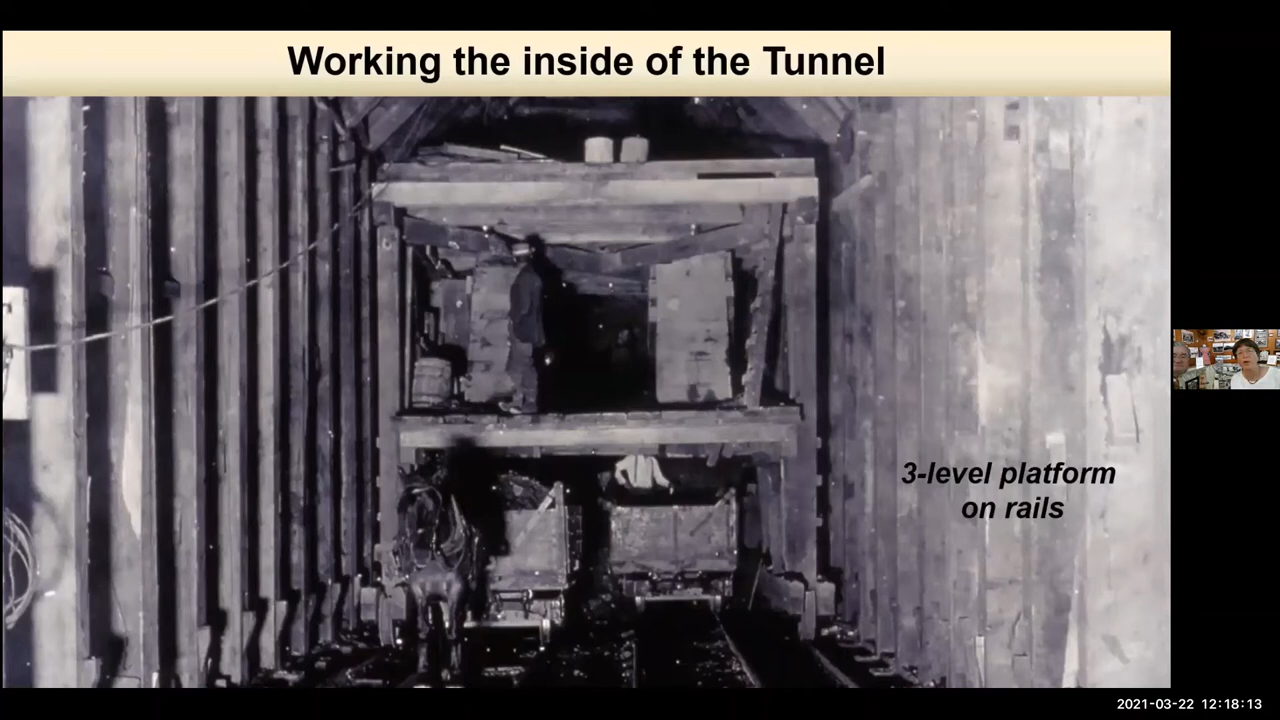 Working the inside of the Tunnel
3-level platform
on rails
2021-03-22 12:18:13